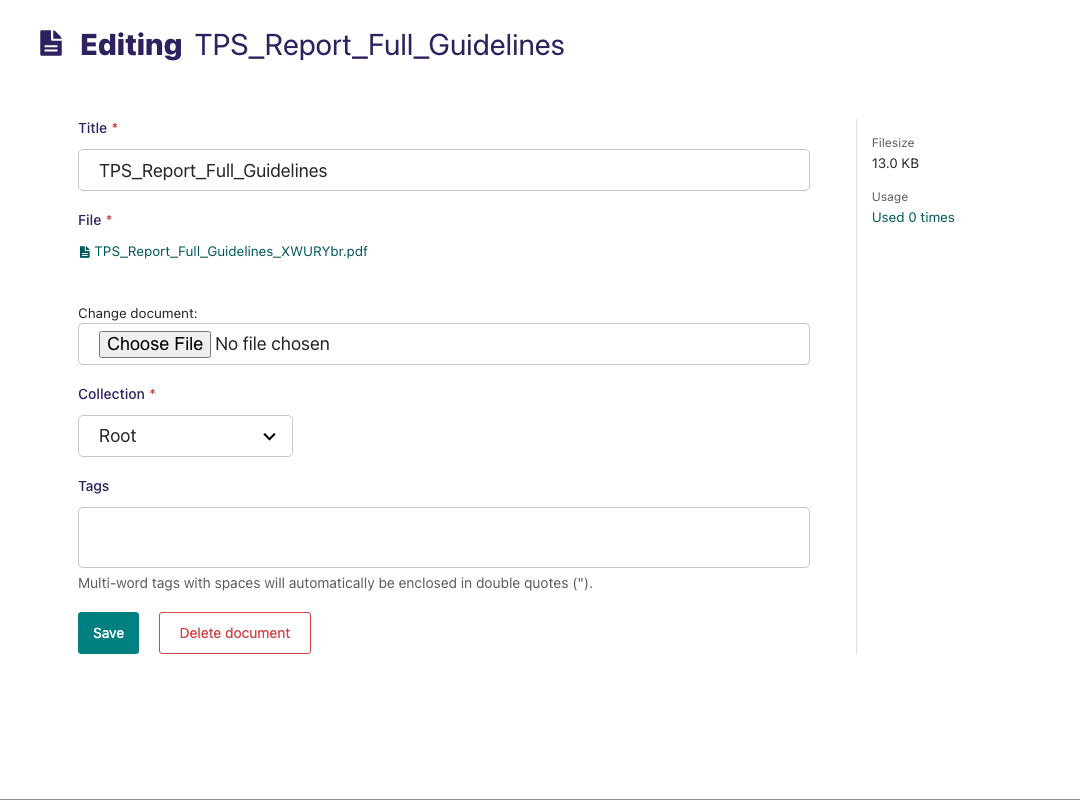 Editing TPS_Report_Full_Guidelines
Title *
TPS_Report_Full_Guidelines
File *
TPS_Report_Full_Guidelines_XWURYbr.pdf
Change document:
Choose File No file chosen
Collection *
Root
Tags
Multi-word tags with spaces will automatically be enclosed in double quotes (").
Save Delete document
Filesize
13.0 KB
Usage
Used 0 times